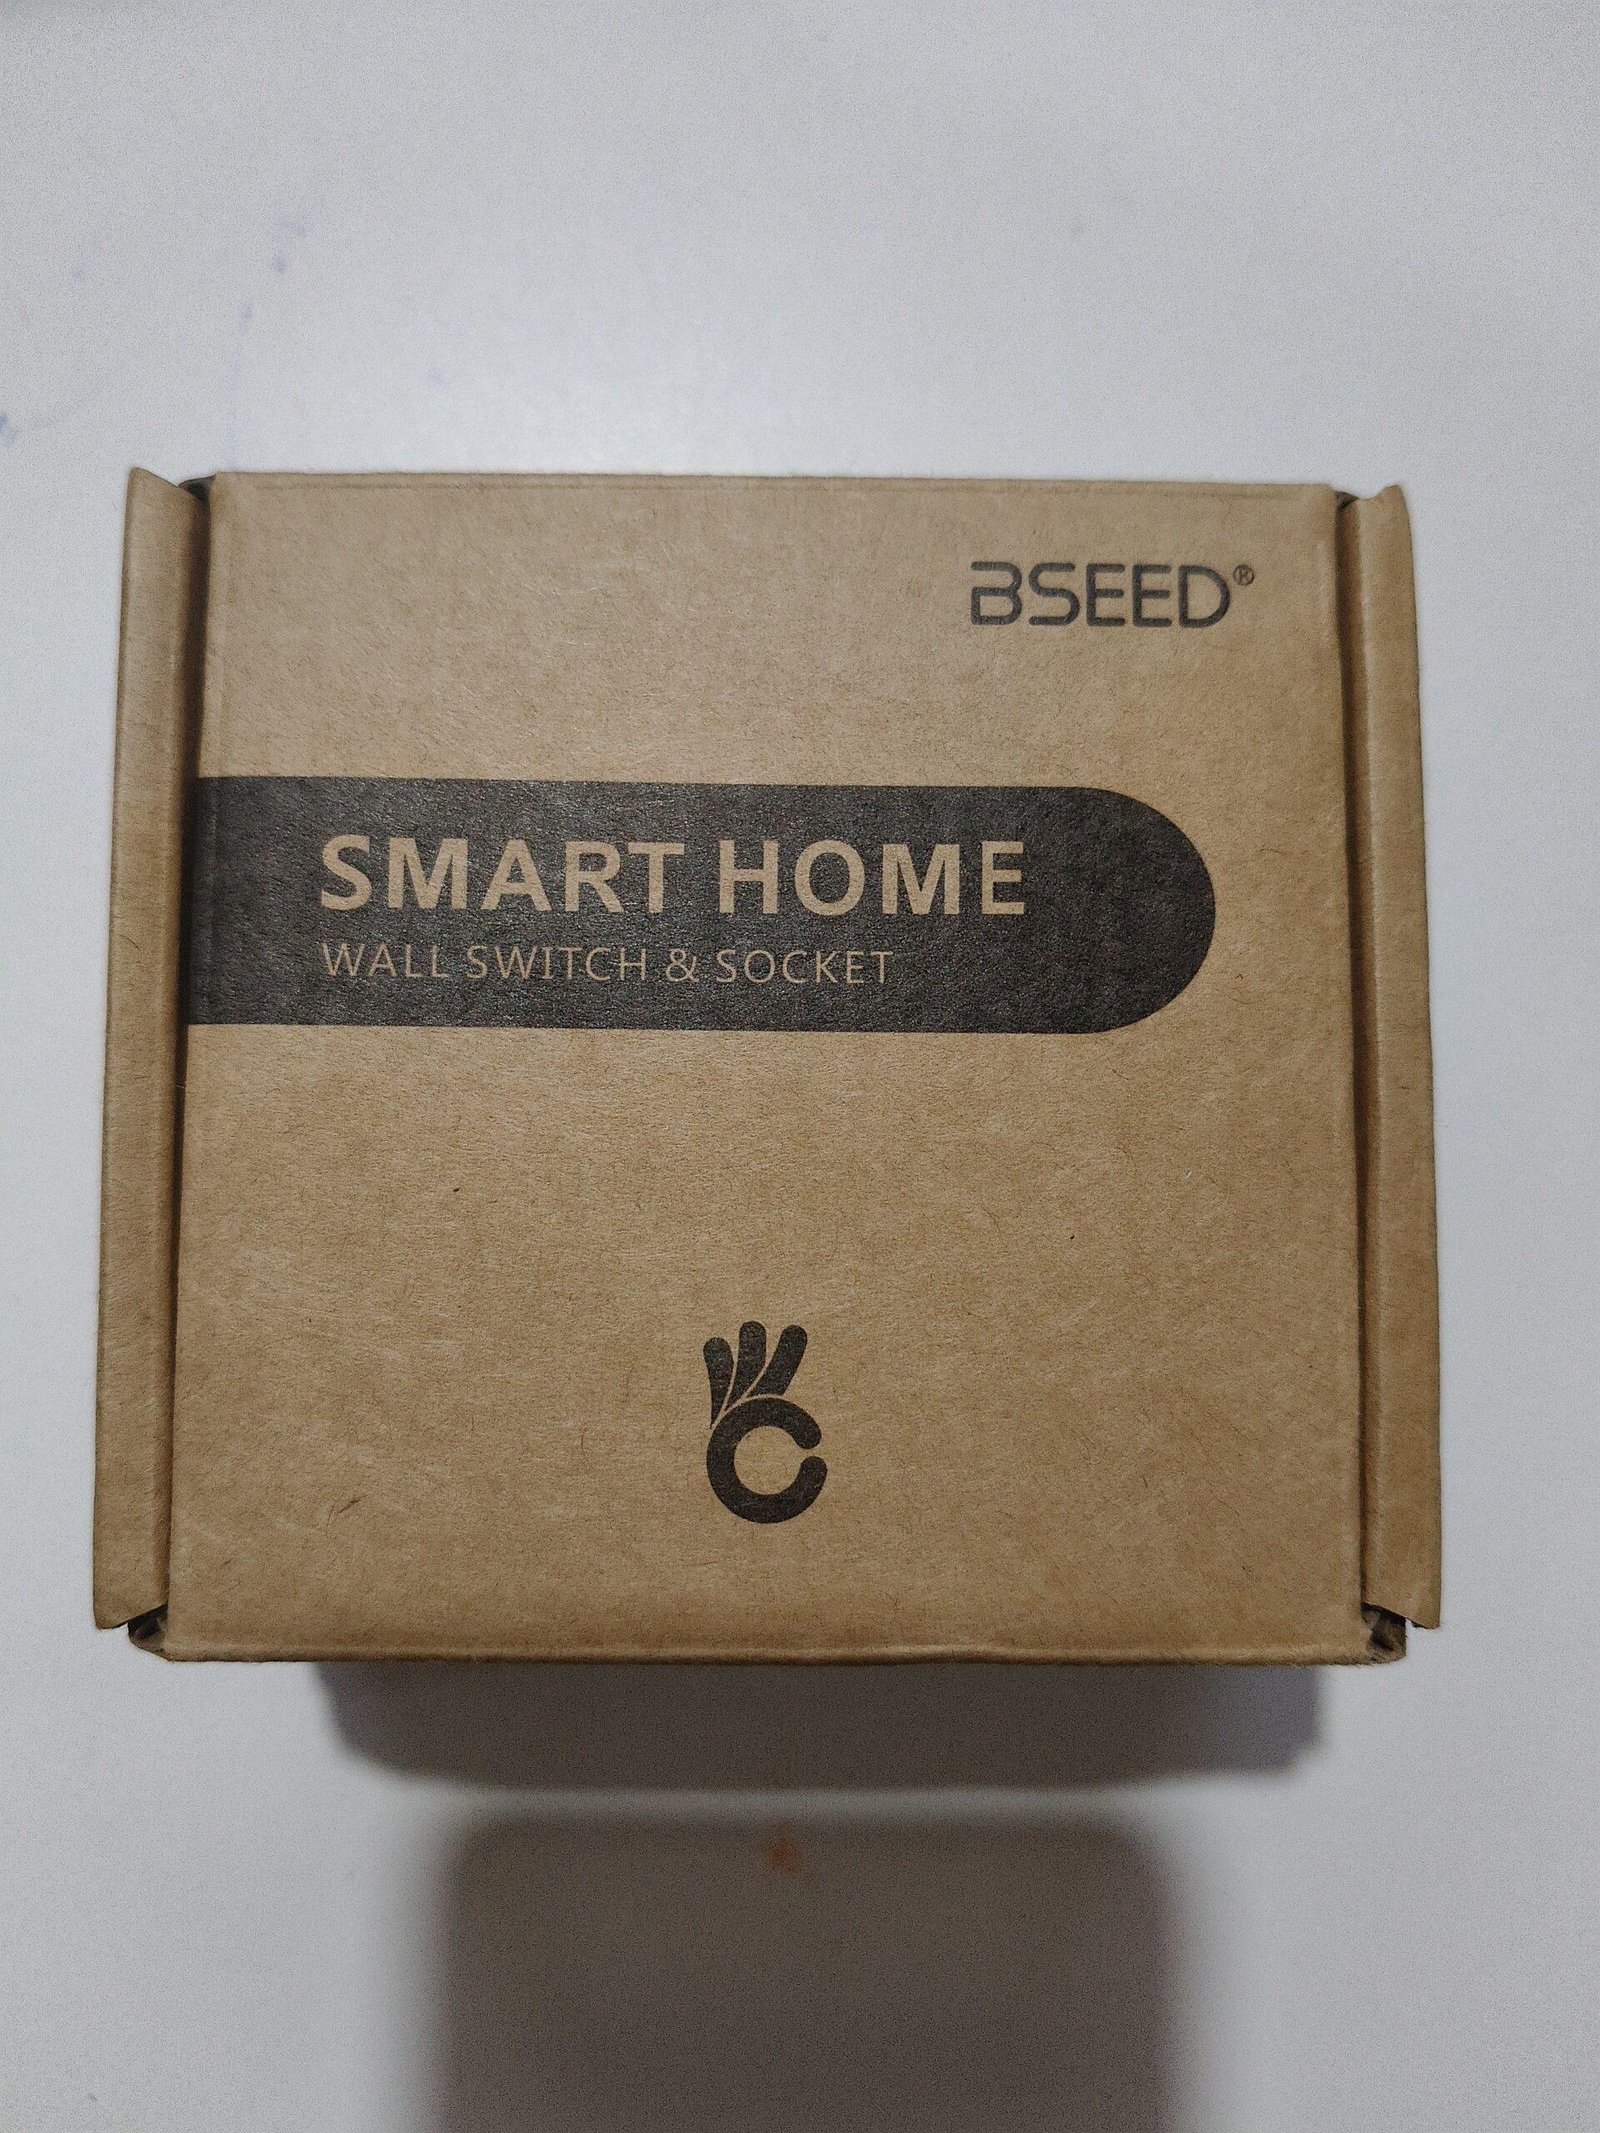 BSEED®
SMART HOME
WALL SWITCH & SOCKET